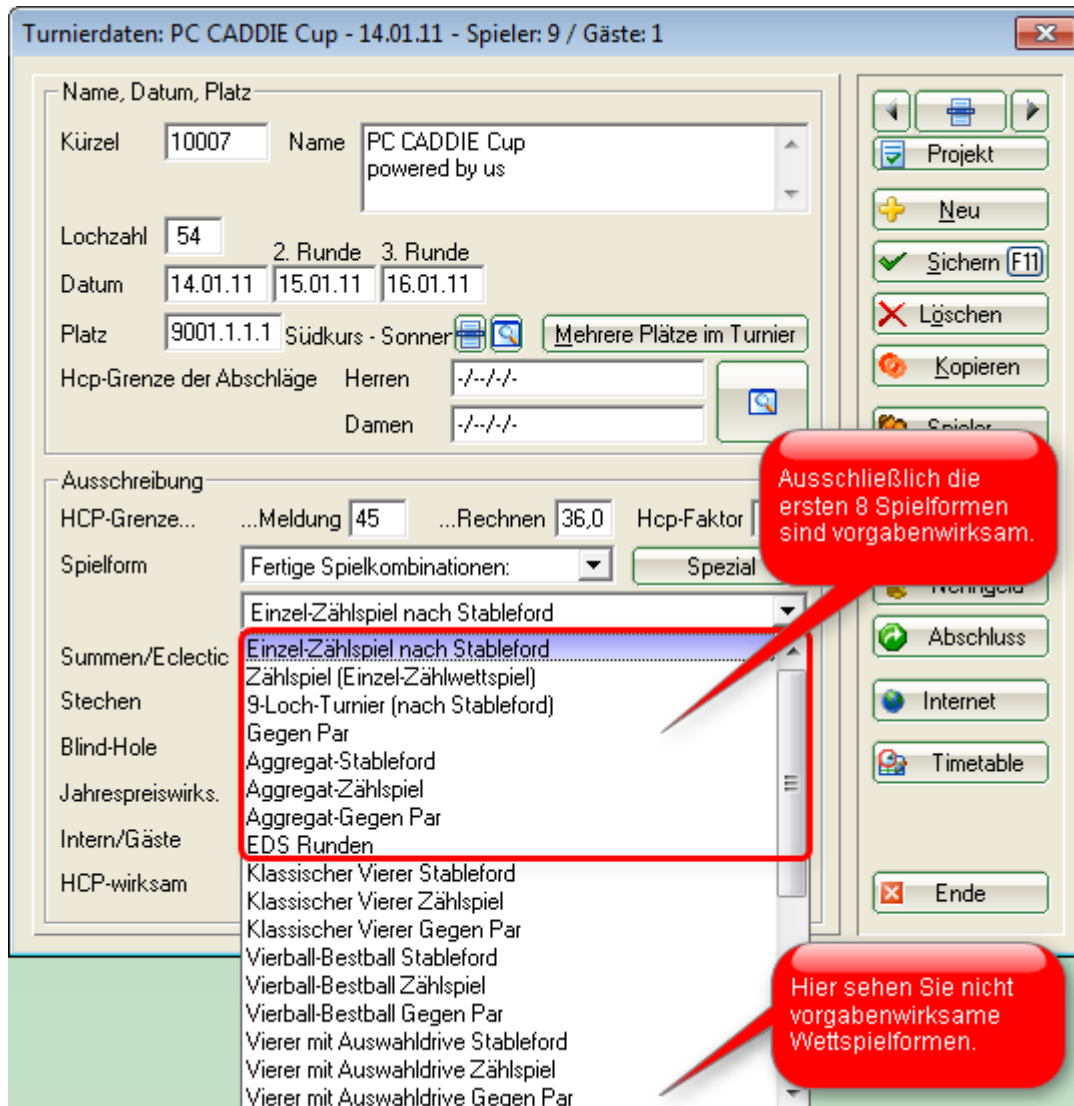 Turnierdaten: PC CADDIE Cup - 14.01.11 - Spieler: 9 / Gäste: 1
Name, Datum, Platz
Kürzel 10007 Name PC CADDIE Cup
powered by us
Lochzahl 54
2. Runde 3. Runde
Datum 14.01.11 15.01.11 16.01.11
Platz 9001.1.1.1 Südkurs - Sonner Mehrere Plätze im Turnier
Hcp-Grenze der Abschläge Herren -/--/-/-
Damen -/--/-/-
Ausschreibung
HCP-Grenze... ...Meldung 45 ...Rechnen 36,0 Hcp-Faktor
Spielform Fertige Spielkombinationen: Spezial
Einzel-Zählspiel nach Stableford
Summen/Eclectic
Stechen
Blind-Hole
Jahrespreiswirks.
Intern/Gäste
HCP-wirksam
Einzel-Zählspiel nach Stableford
Zählspiel (Einzel-Zählwettspiel)
9-Loch-Turnier (nach Stableford)
Gegen Par
Aggregat-Stableford
Aggregat-Zählspiel
Aggregat-Gegen Par
EDS Runden
Klassischer Vierer Stableford
Klassischer Vierer Zählspiel
Klassischer Vierer Gegen Par
Vierball-Bestball Stableford
Vierball-Bestball Zählspiel
Vierball-Bestball Gegen Par
Vierer mit Auswahldrive Stableford
Vierer mit Auswahldrive Zählspiel
Vierer mit Auswahldrive Gegen Par
Projekt
Neu
Sichern F11
Löschen
Kopieren
Spieler
Nenngeld
Abschluss
Internet
Timetable
Ende
Ausschließlich die
ersten 8 Spielformen
sind vorgabenwirksam.
Hier sehen Sie nicht
vorgabenwirksame
Wettspielformen.